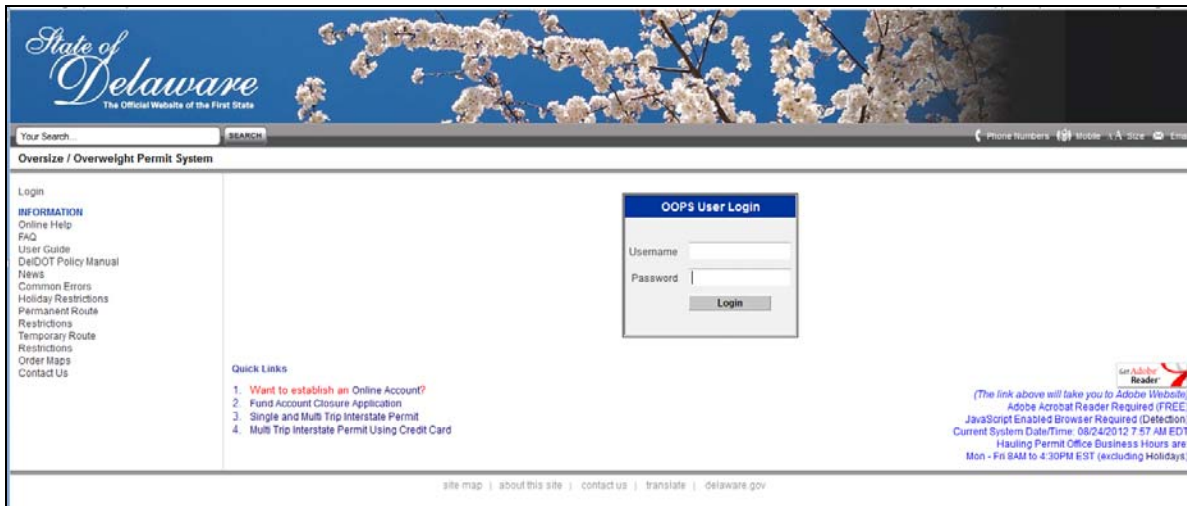 State of
Delaware
The Official Website of the First State
Your Search...
SEARCH
Phone Numbers Mobile A A Size Ema
Oversize / Overweight Permit System
Login
INFORMATION
Online Help
FAQ
User Guide
DelDOT Policy Manual
News
Common Errors
Holiday Restrictions
Permanent Route
Restrictions
Temporary Route
Restrictions
Order Maps
Contact Us
OOPS User Login
Username
Password
Login
Quick Links
1. Want to establish an Online Account?
2. Fund Account Closure Application
3. Single and Multi Trip Interstate Permit
4. Multi Trip Interstate Permit Using Credit Card
Get Adobe
Reader
(The link above will take you to Adobe Website)
Adobe Acrobat Reader Required (FREE)
JavaScript Enabled Browser Required (Detection)
Current System Date/Time: 08/24/2012 7:57 AM EDT
Hauling Permit Office Business Hours are
Mon - Fri 8AM to 4:30PM EST (excluding Holidays)
site map | about this site | contact us | translate | delaware.gov